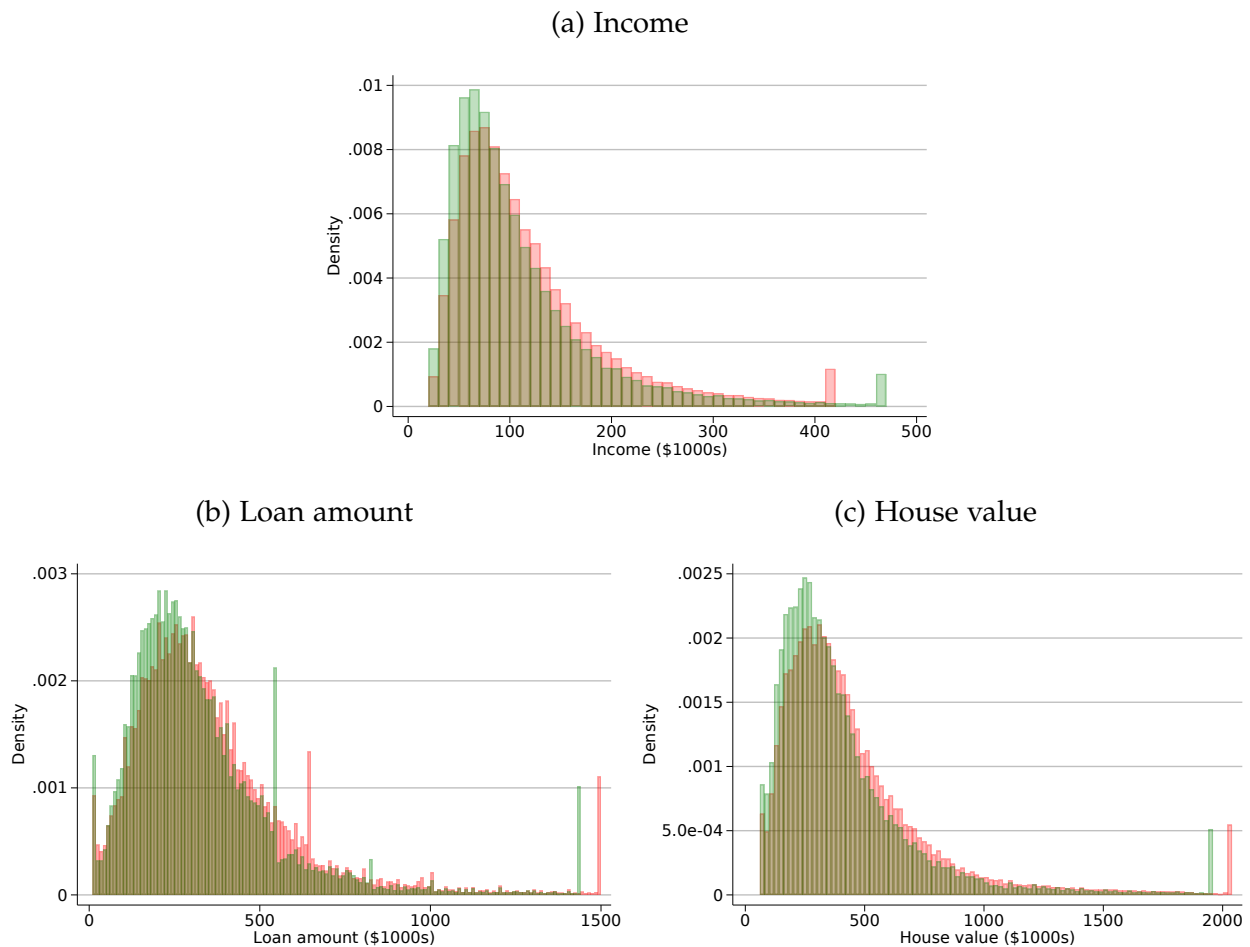 (a) Income
.01
.008
.006
.004
.002
0
Density
0 100 200 300 400 500
Income ($1000s)
(b) Loan amount
.003
.002
.001
0
Density
0 500 1000 1500
Loan amount ($1000s)
(c) House value
.0025
.002
.0015
.001
5.0e-04
0
Density
0 500 1000 1500 2000
House value ($1000s)